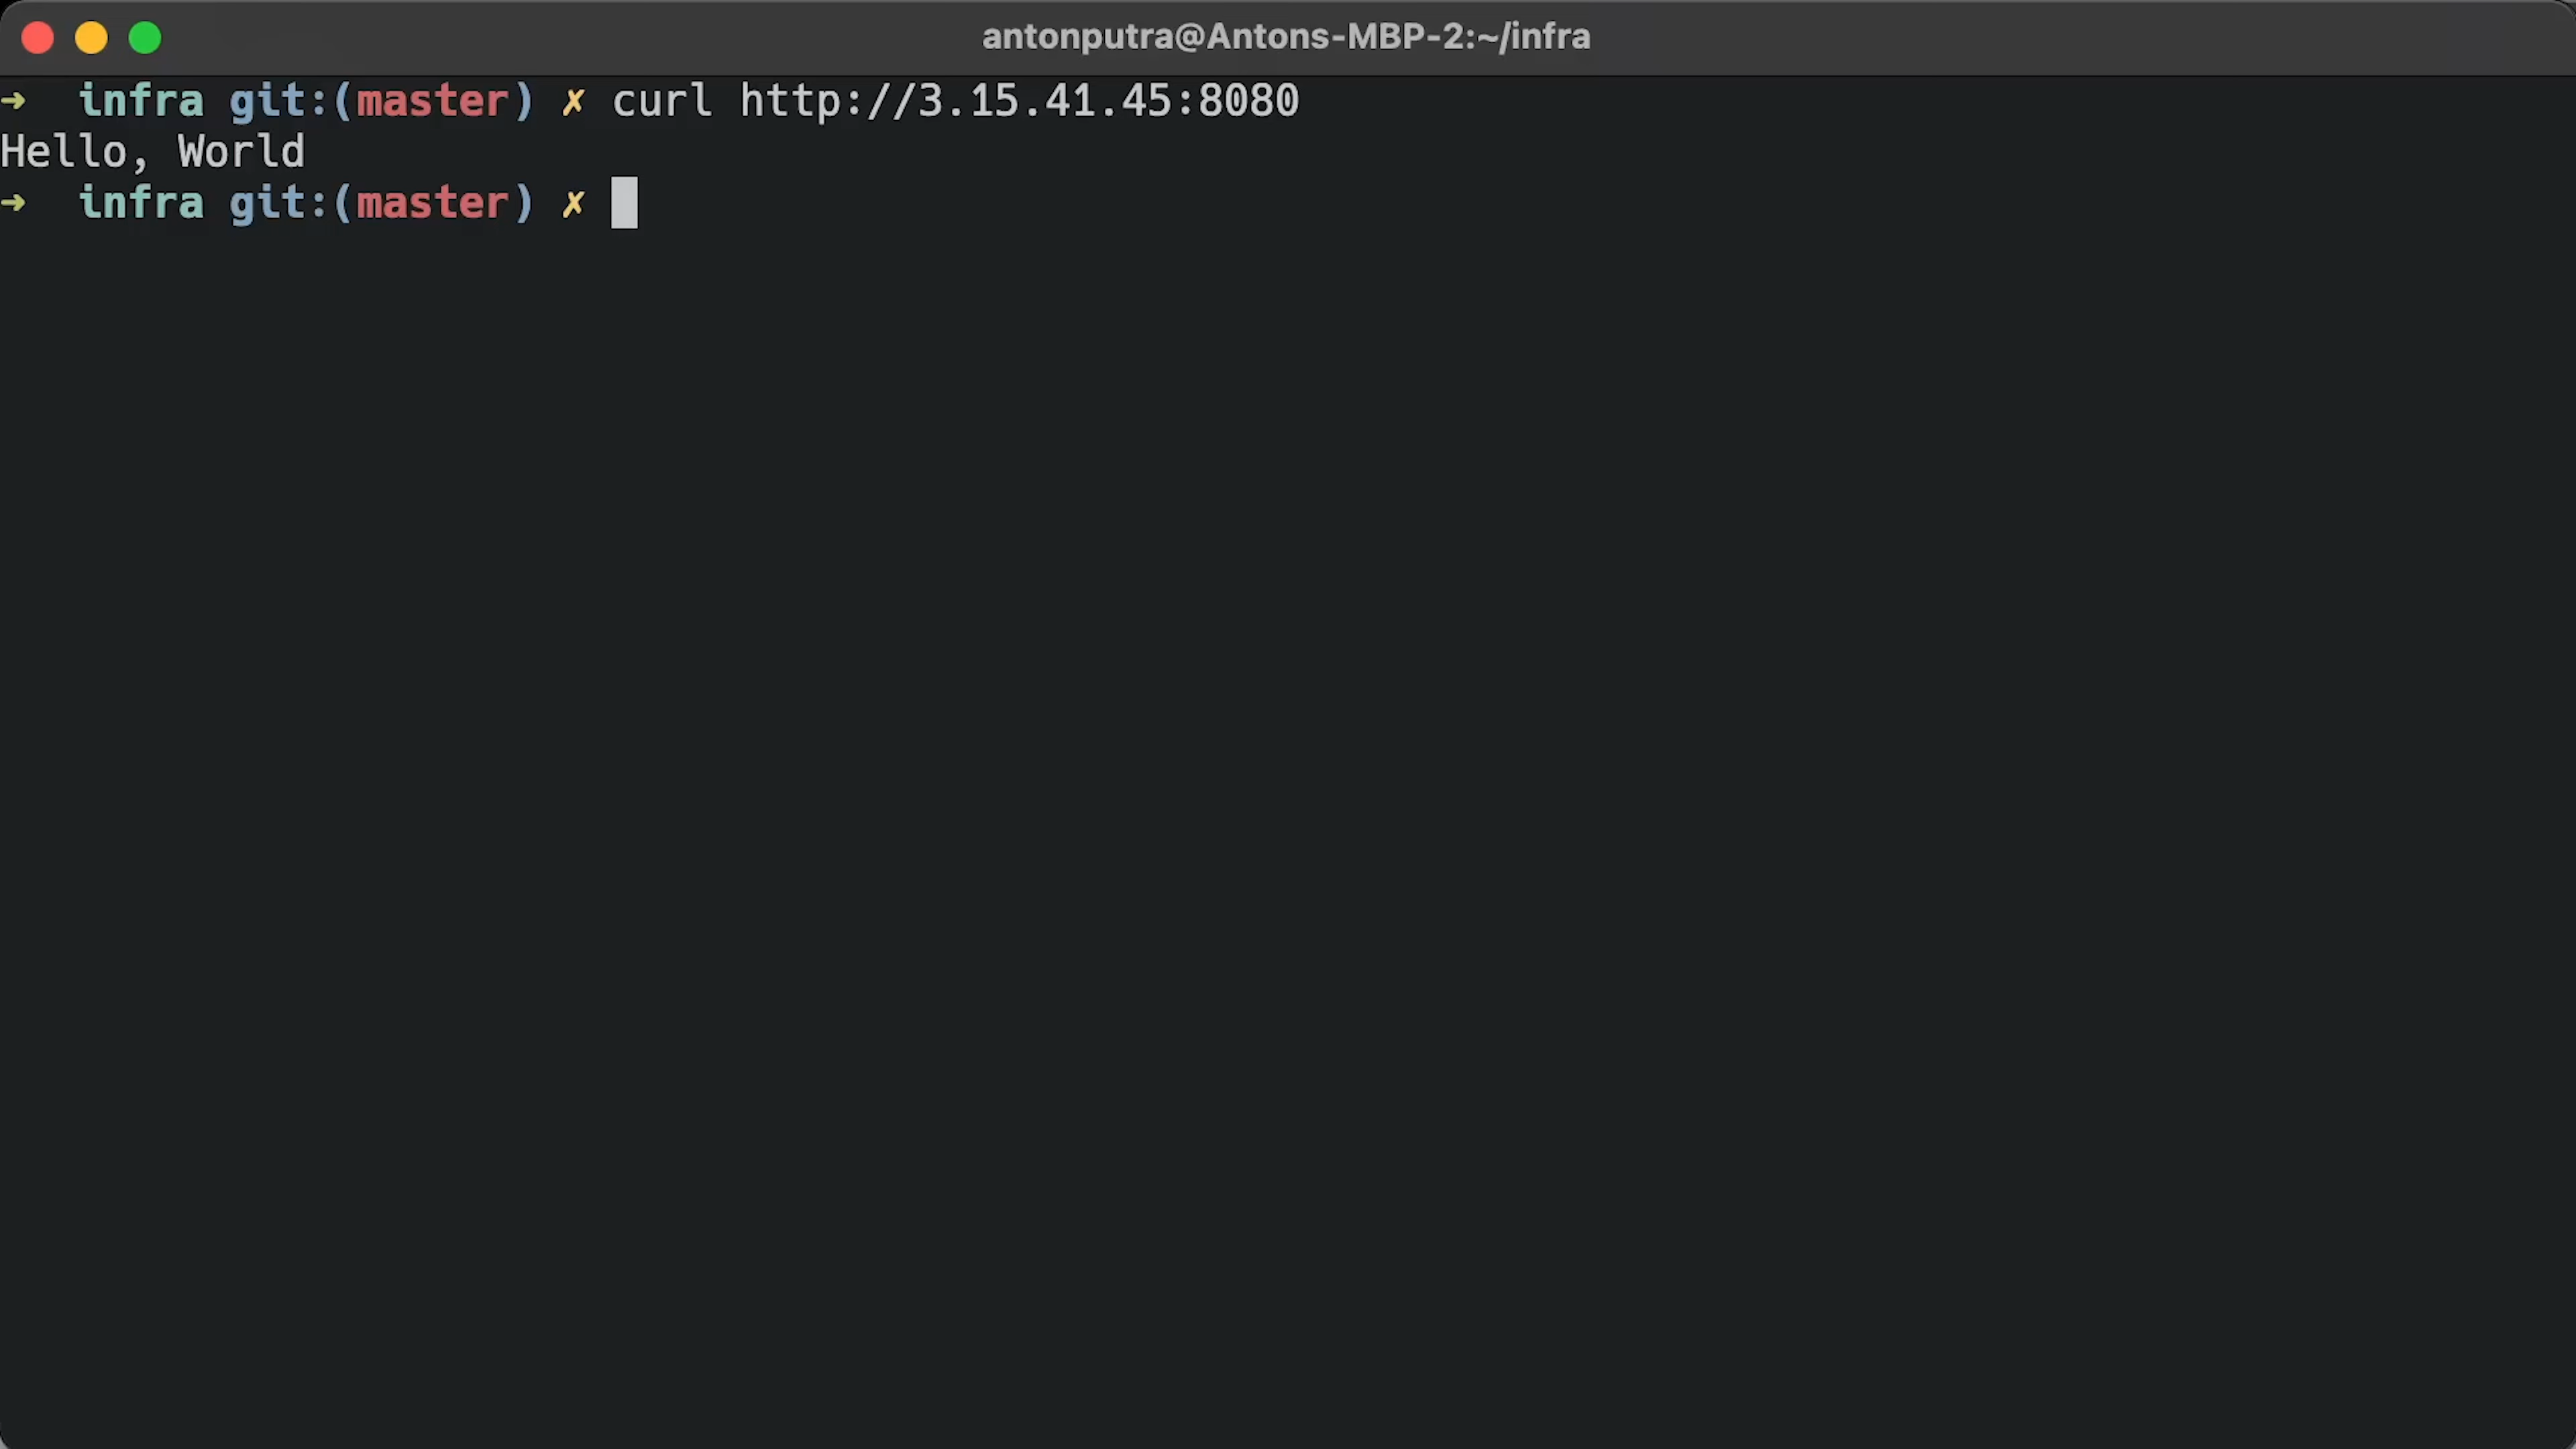 antonputra@Antons-MBP-2:~/infra
➜  infra git:(master) ✗ curl http://3.15.41.45:8080
Hello, World
➜  infra git:(master) ✗